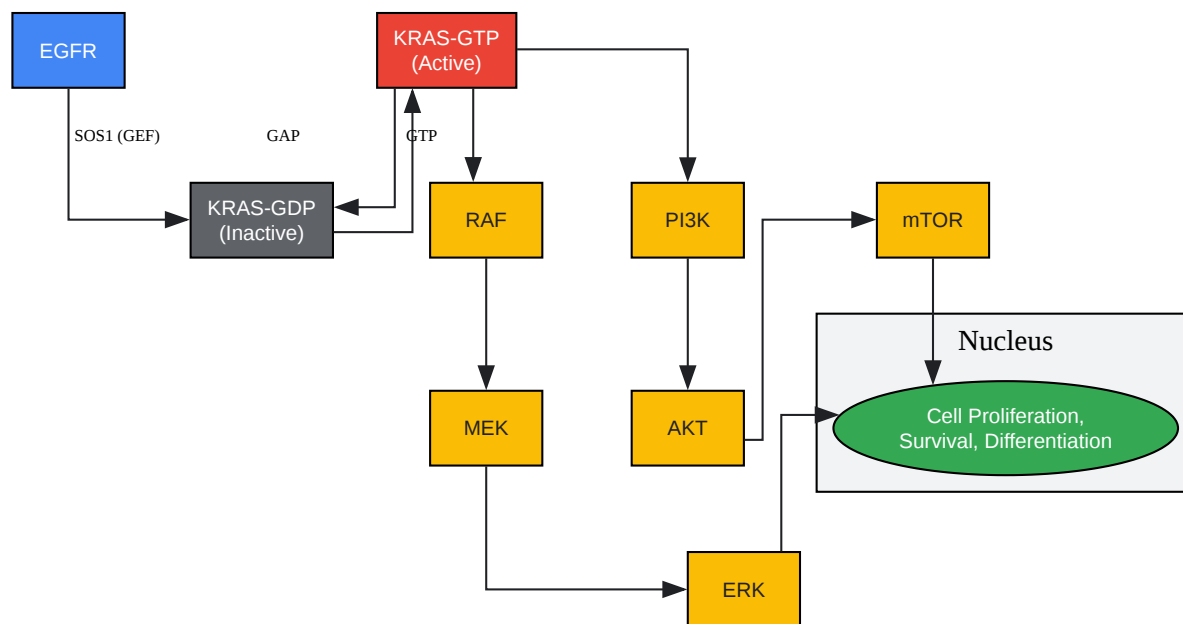 EGFR
KRAS-GTP
(Active)
SOS1 (GEF)
GAP
GTP
KRAS-GDP
(Inactive)
RAF
PI3K
mTOR
Nucleus
Cell Proliferation,
Survival, Differentiation
MEK
AKT
ERK